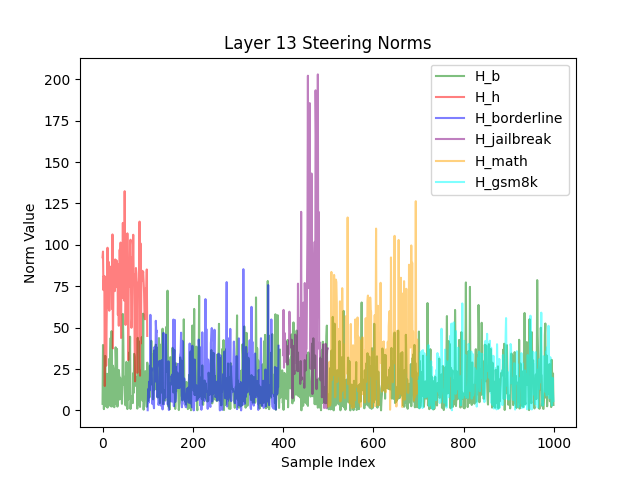 Layer 13 Steering Norms
Norm Value
200
175
150
125
100
75
50
25
0
H_b
H_h
H_borderline
H_jailbreak
H_math
H_gsm8k
0
200
400
600
800
1000
Sample Index